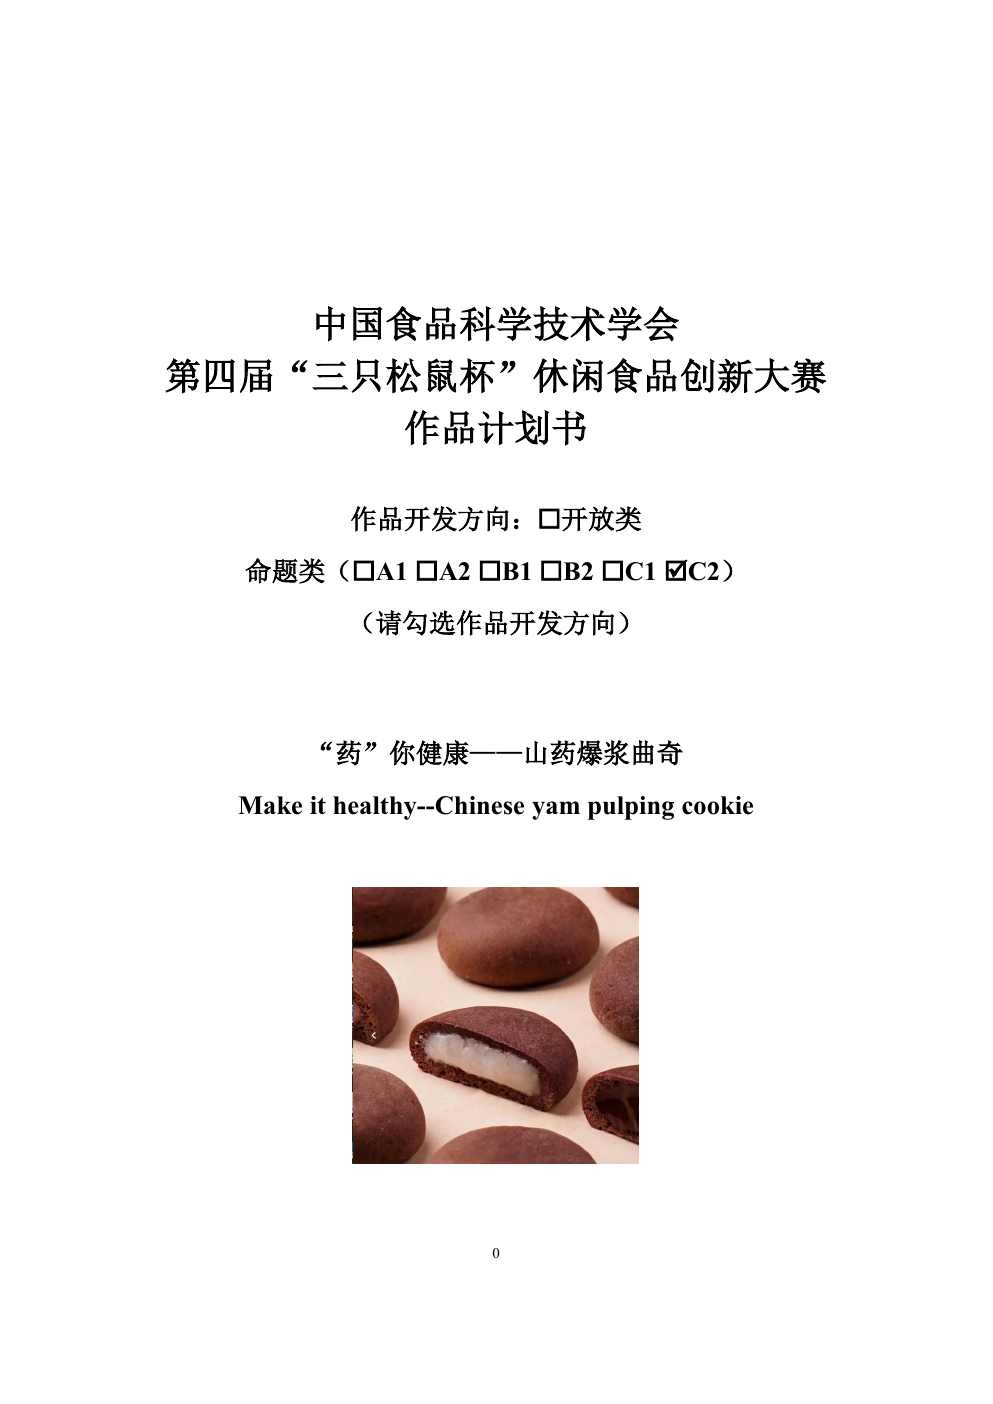 中国食品科学技术学会
第四届“三只松鼠杯”休闲食品创新大赛
作品计划书
作品开发方向：☐开放类
命题类（☐A1 ☐A2 ☐B1 ☐B2 ☐C1 ☑C2）
（请勾选作品开发方向）
“药”你健康——山药爆浆曲奇
Make it healthy--Chinese yam pulping cookie
0